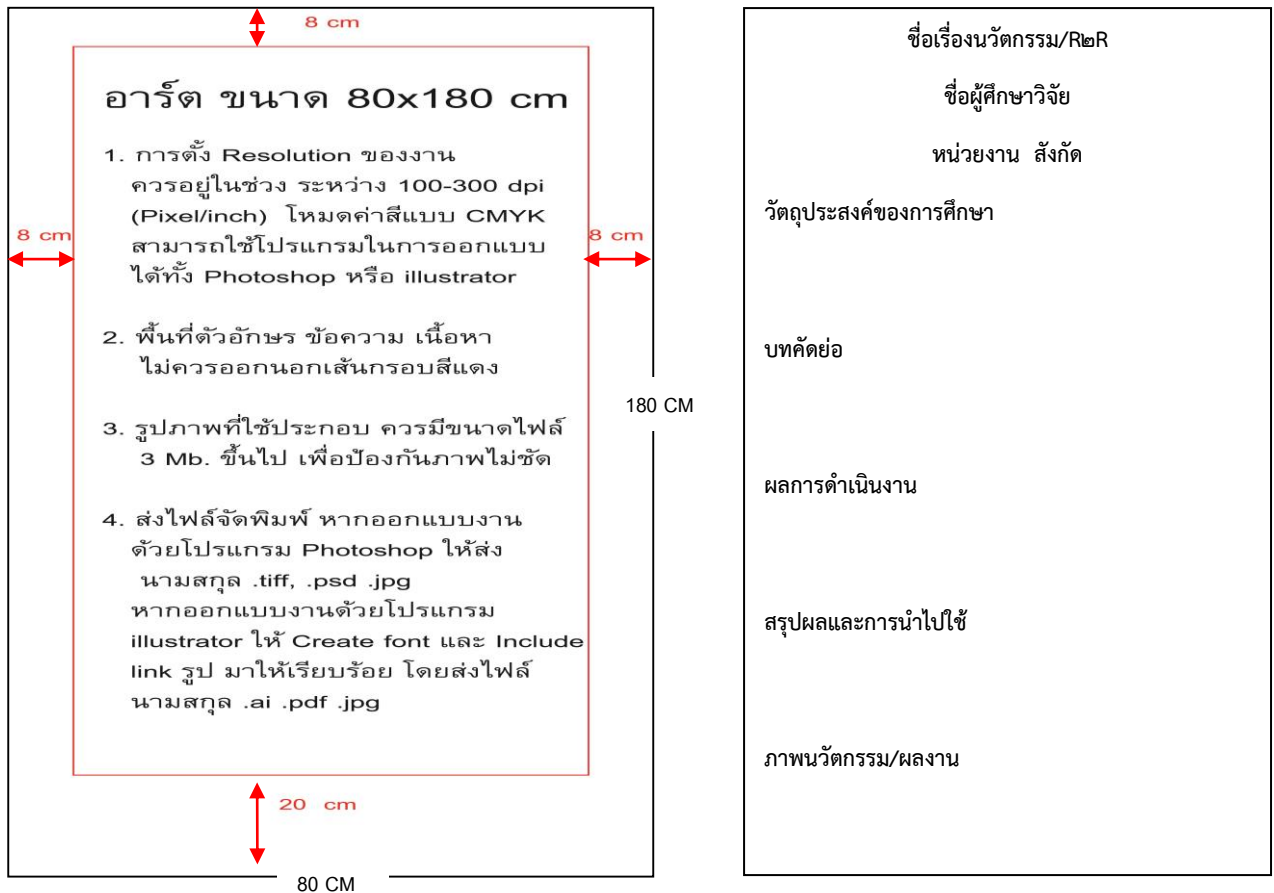 8 cm
อาร์ต ขนาด 80x180 cm
1. การตั้ง Resolution ของงาน
ควรอยู่ในช่วง ระหว่าง 100-300 dpi
(Pixel/inch) โหมดค่าสีแบบ CMYK
สามารถใช้โปรแกรมในการออกแบบ
ได้ทั้ง Photoshop หรือ illustrator
8 cm
8 cm
2. พื้นที่ตัวอักษร ข้อความ เนื้อหา
ไม่ควรออกนอกเส้นกรอบสีแดง
180 CM
3. รูปภาพที่ใช้ประกอบ ควรมีขนาดไฟล์
3 Mb. ขึ้นไป เพื่อป้องกันภาพไม่ชัด
4. ส่งไฟล์จัดพิมพ์ หากออกแบบงาน
ด้วยโปรแกรม Photoshop ให้ส่ง
นามสกุล .tiff, .psd .jpg
หากออกแบบงานด้วยโปรแกรม
illustrator ให้ Create font และ Include
link รูป มาให้เรียบร้อย โดยส่งไฟล์
นามสกุล .ai .pdf .jpg
20 cm
80 CM
ชื่อเรื่องนวัตกรรม/R๒R
ชื่อผู้ศึกษาวิจัย
หน่วยงาน สังกัด
วัตถุประสงค์ของการศึกษา
บทคัดย่อ
ผลการดำเนินงาน
สรุปผลและการนำไปใช้
ภาพนวัตกรรม/ผลงาน